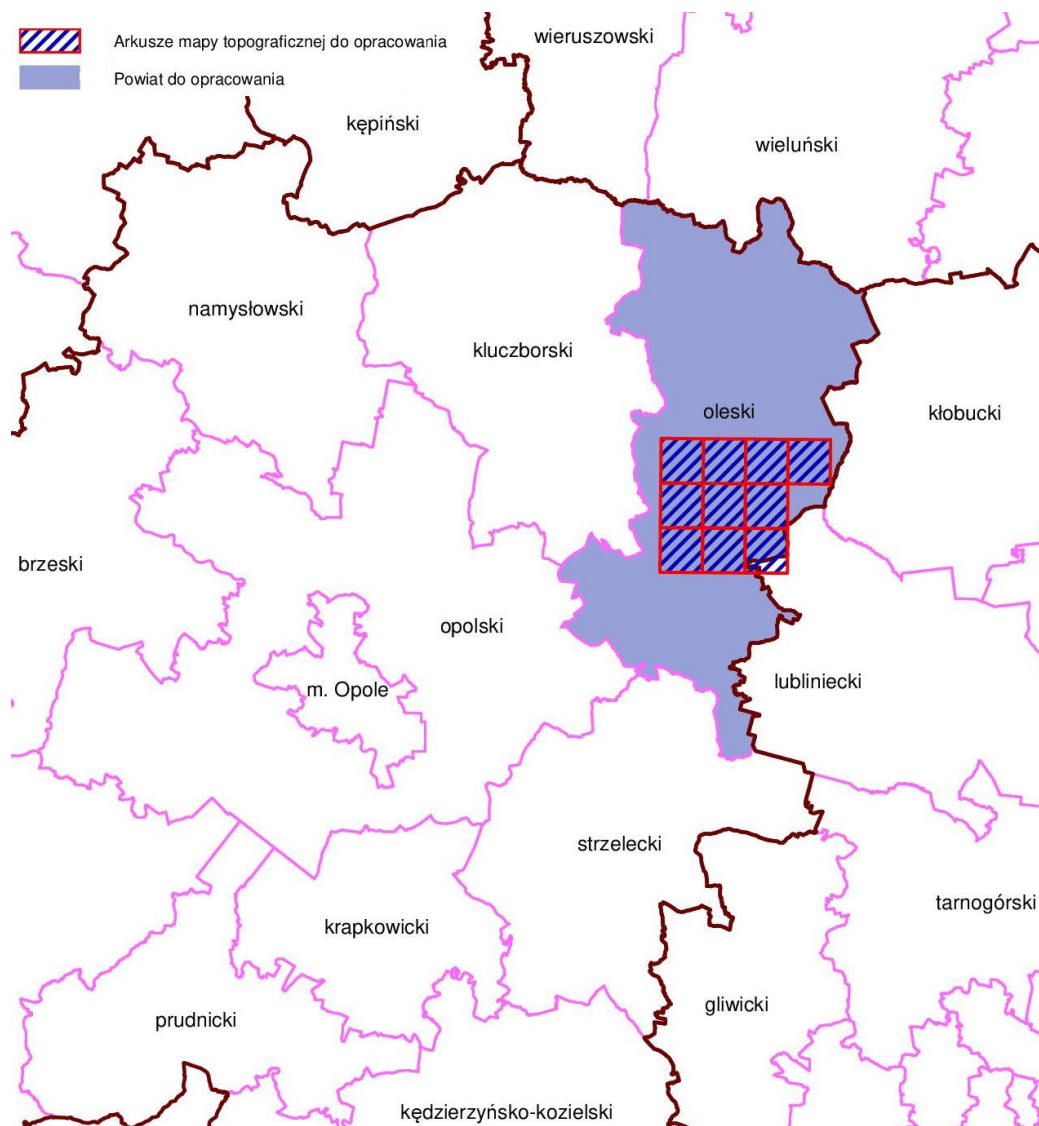 Arkusze mapy topograficznej do opracowania
Powiat do opracowania
wieruszowski
kępiński
wieluński
namysłowski
kluczborski
oleski
kłobucki
brzeski
opolski
m. Opole
lubliniecki
strzelecki
tarnogórski
krapkowicki
gliwicki
prudnicki
kędzierzyńsko-kozielski